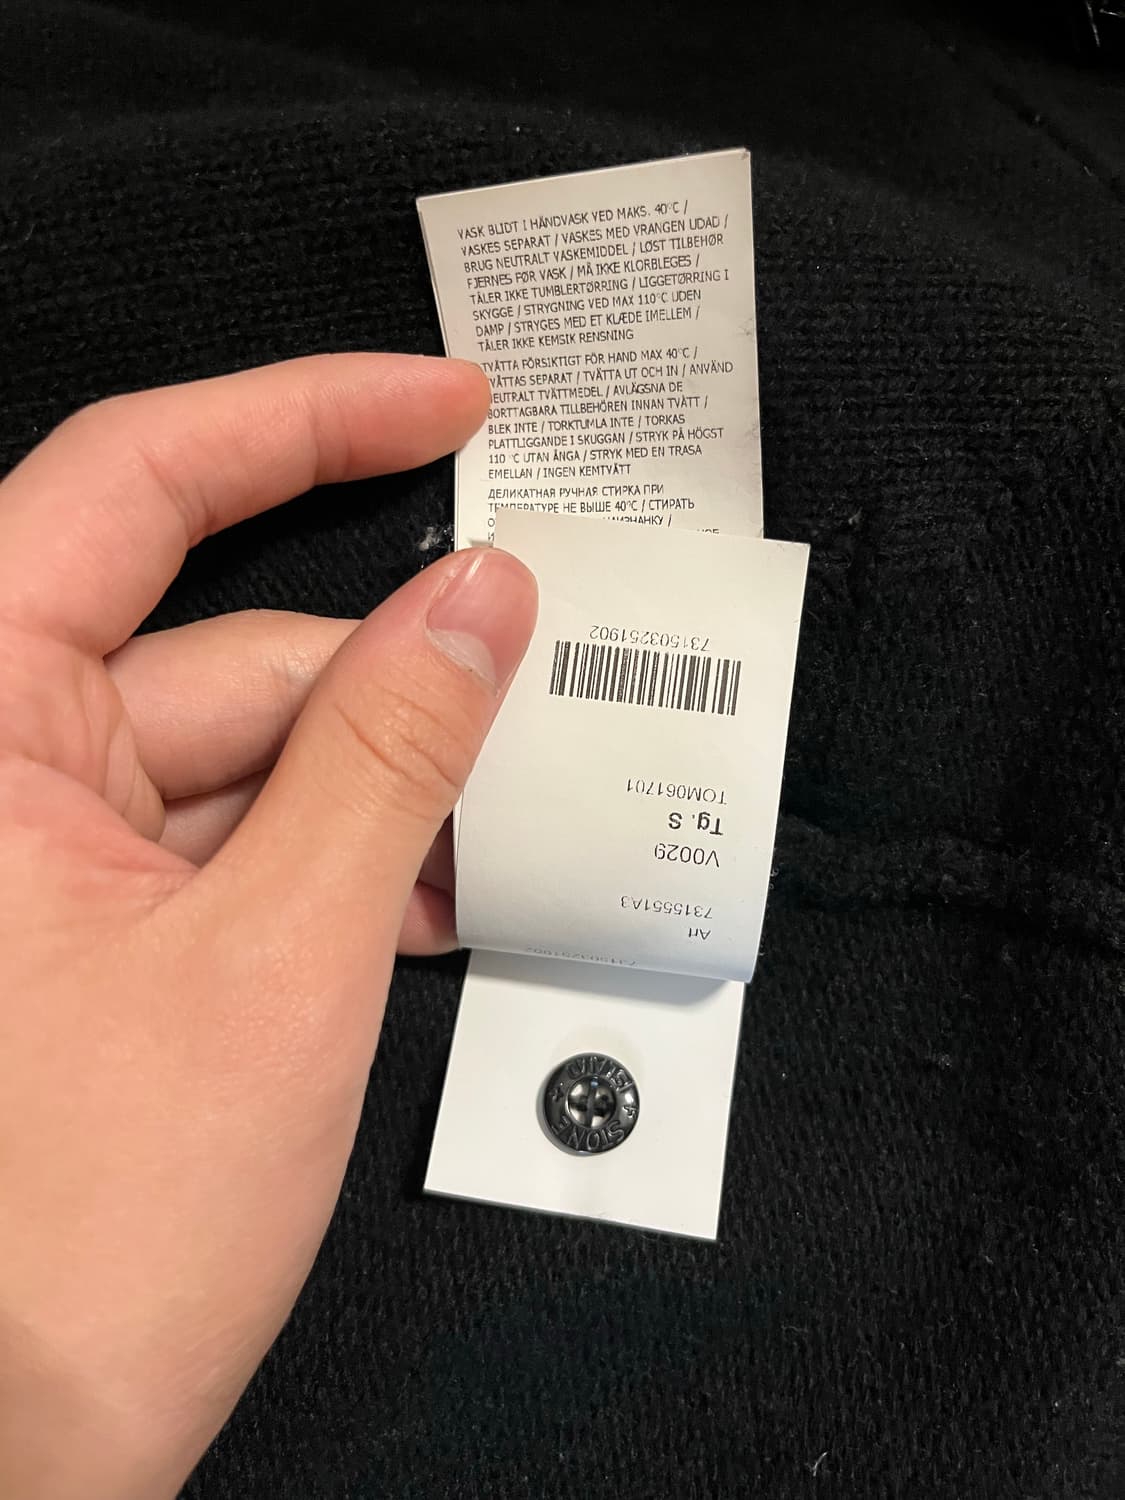 VASK BLIDT I HÅNDVASK VED MAKS. 40°C /
VASKES SEPARAT / VASKES MED VRANGEN UDAD /
BRUG NEUTRALT VASKEMIDDEL / LØST TILBEHØR
FJERNES FØR VASK / MÅ IKKE KLORBLEGES /
TÅLER IKKE TUMBLERTØRRING / LIGGETØRRING I
SKYGGE / STRYGNING VED MAX 110°C UDEN
DAMP / STRYGES MED ET KLÆDE IMELLEM /
TÅLER IKKE KEMSIK RENSNING
TVÄTTA FÖRSIKTIGT FÖR HAND MAX 40°C /
TVÄTTAS SEPARAT / TVÄTTA UT OCH IN / ANVÄND
NEUTRALT TVÄTTMEDEL / AVLÄGSNA DE
BORTTAGBARA TILLBEHÖREN INNAN TVÄTT /
BLEK INTE / TORKTUMLA INTE / TORKAS
PLATTLIGGANDE I SKUGGAN / STRYK PÅ HÖGST
110 °C UTAN ÅNGA / STRYK MED EN TRASA
EMELLAN / INGEN KEMTVÄTT
ДЕЛИКАТНАЯ РУЧНАЯ СТИРКА ПРИ
ТЕМПЕРАТУРЕ НЕ ВЫШЕ 40°C / СТИРАТЬ
731503251902
Art
7315551A3
V0029
Tg. S
TOM061701
731503251902
STONE
ISLAND